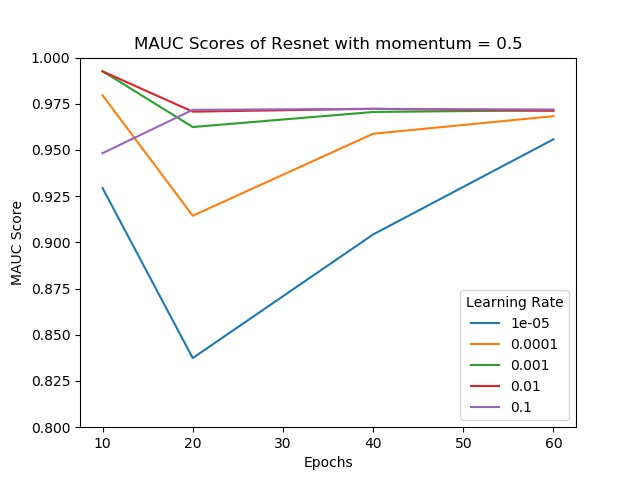 MAUC Scores of Resnet with momentum = 0.5
1.000
0.975
0.950
0.925
0.900
0.875
0.850
0.825
0.800
MAUC Score
10 20 30 40 50 60
Epochs
Learning Rate
1e-05
0.0001
0.001
0.01
0.1